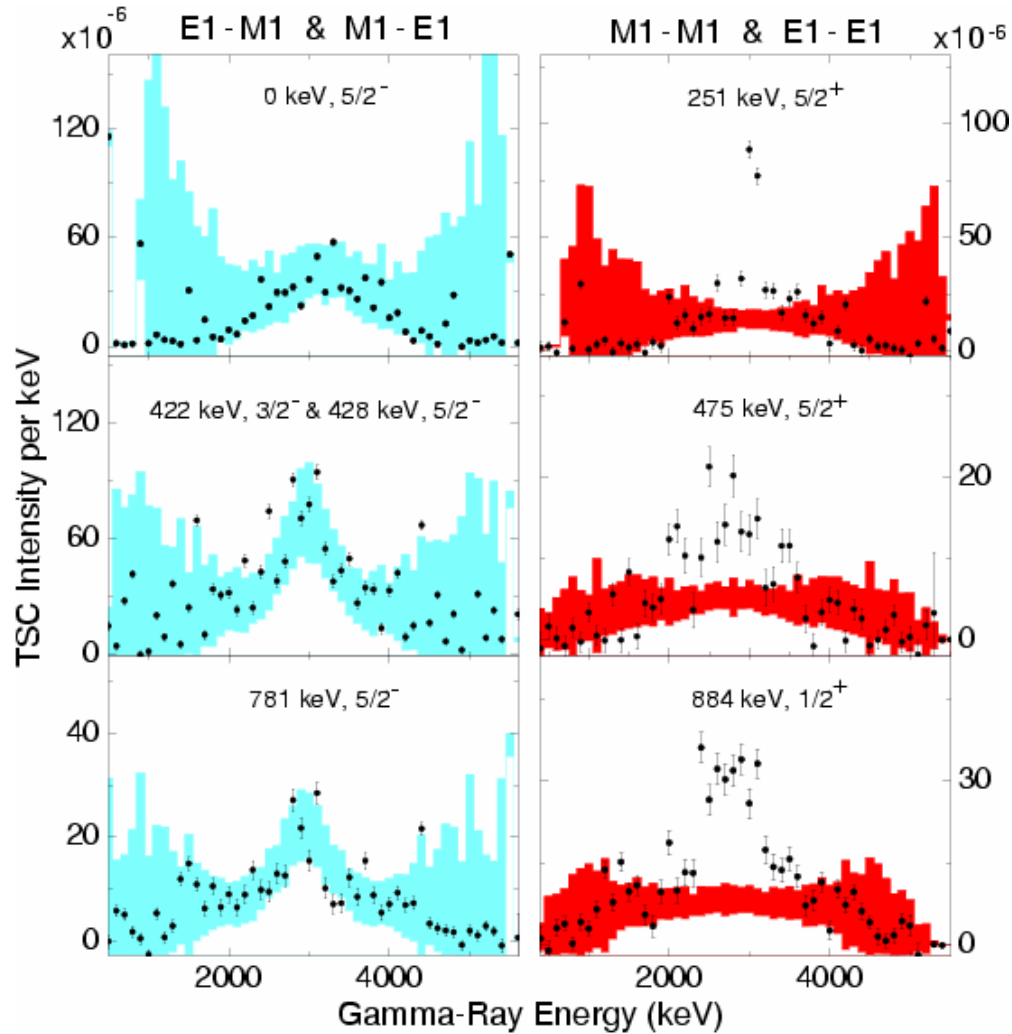 E1-M1 & M1-E1 M1-M1 & E1-E1
x10⁻⁶ x10⁻⁶
0 keV, 5/2⁻ 251 keV, 5/2⁺
120 100
60 50
0 0
422 keV, 3/2⁻ & 428 keV, 5/2⁻ 475 keV, 5/2⁺
120
60 20
0 0
781 keV, 5/2⁻ 884 keV, 1/2⁺
40
20 30
0 0
2000 4000 2000 4000
TSC Intensity per keV
Gamma-Ray Energy (keV)